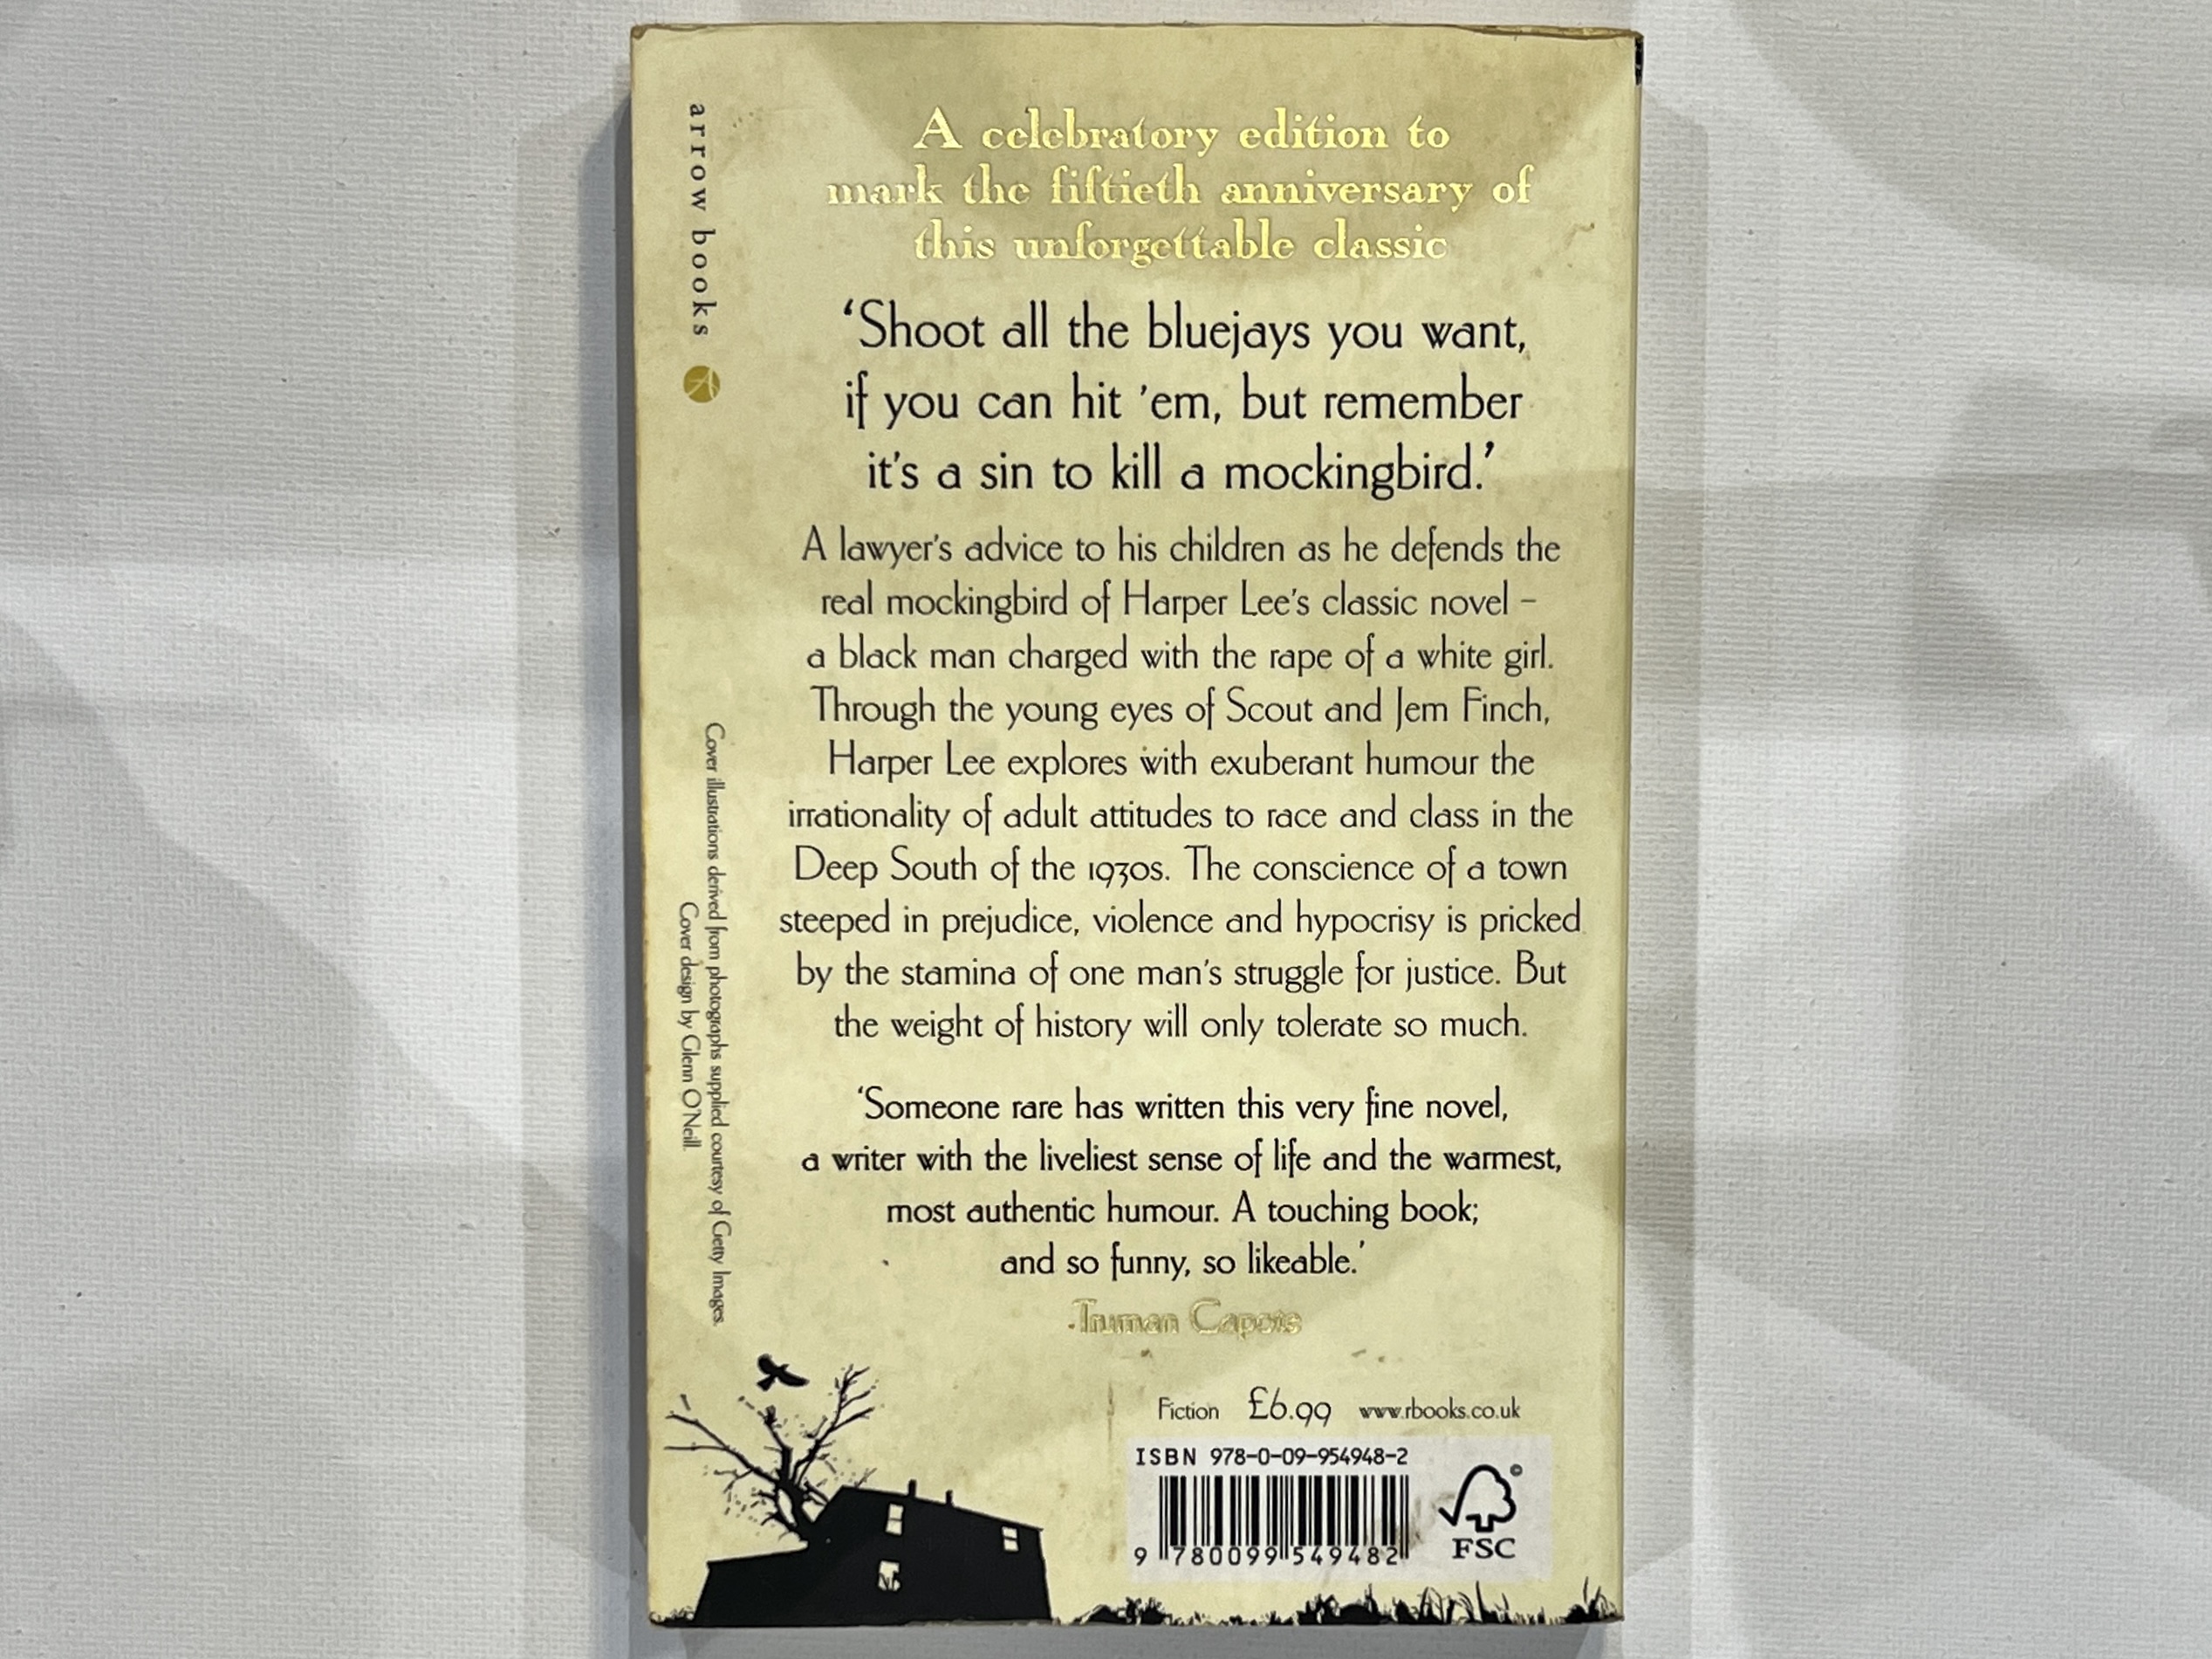 arrow books
A celebratory edition to
mark the fiftieth anniversary of
this unforgettable classic
‘Shoot all the bluejays you want,
if you can hit ’em, but remember
it’s a sin to kill a mockingbird.’
A lawyer’s advice to his children as he defends the
real mockingbird of Harper Lee’s classic novel –
a black man charged with the rape of a white girl.
Through the young eyes of Scout and Jem Finch,
Harper Lee explores with exuberant humour the
irrationality of adult attitudes to race and class in the
Deep South of the 1930s. The conscience of a town
steeped in prejudice, violence and hypocrisy is pricked
by the stamina of one man’s struggle for justice. But
the weight of history will only tolerate so much.
‘Someone rare has written this very fine novel,
a writer with the liveliest sense of life and the warmest,
most authentic humour. A touching book;
and so funny, so likeable.’
Truman Capote
Cover illustrations derived from photographs supplied courtesy of Getty Images.
Cover design by Glenn O’Neill.
Fiction £6.99 www.rbooks.co.uk
ISBN 978-0-09-954948-2
9 780099 549482
©
FSC